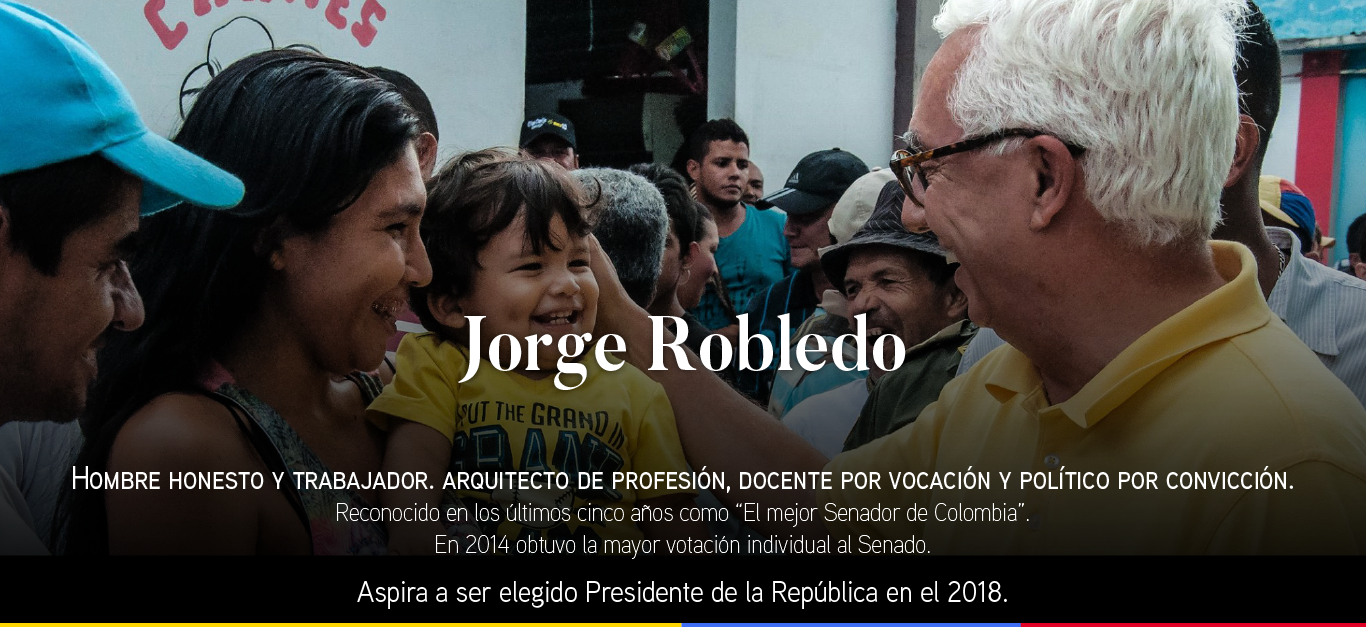 Jorge Robledo
PUT THE GRAND IN
HOMBRE HONESTO Y TRABAJADOR. ARQUITECTO DE PROFESIÓN, DOCENTE POR VOCACIÓN Y POLÍTICO POR CONVICCIÓN.
Reconocido en los últimos cinco años como “El mejor Senador de Colombia”.
En 2014 obtuvo la mayor votación individual al Senado.
Aspira a ser elegido Presidente de la República en el 2018.